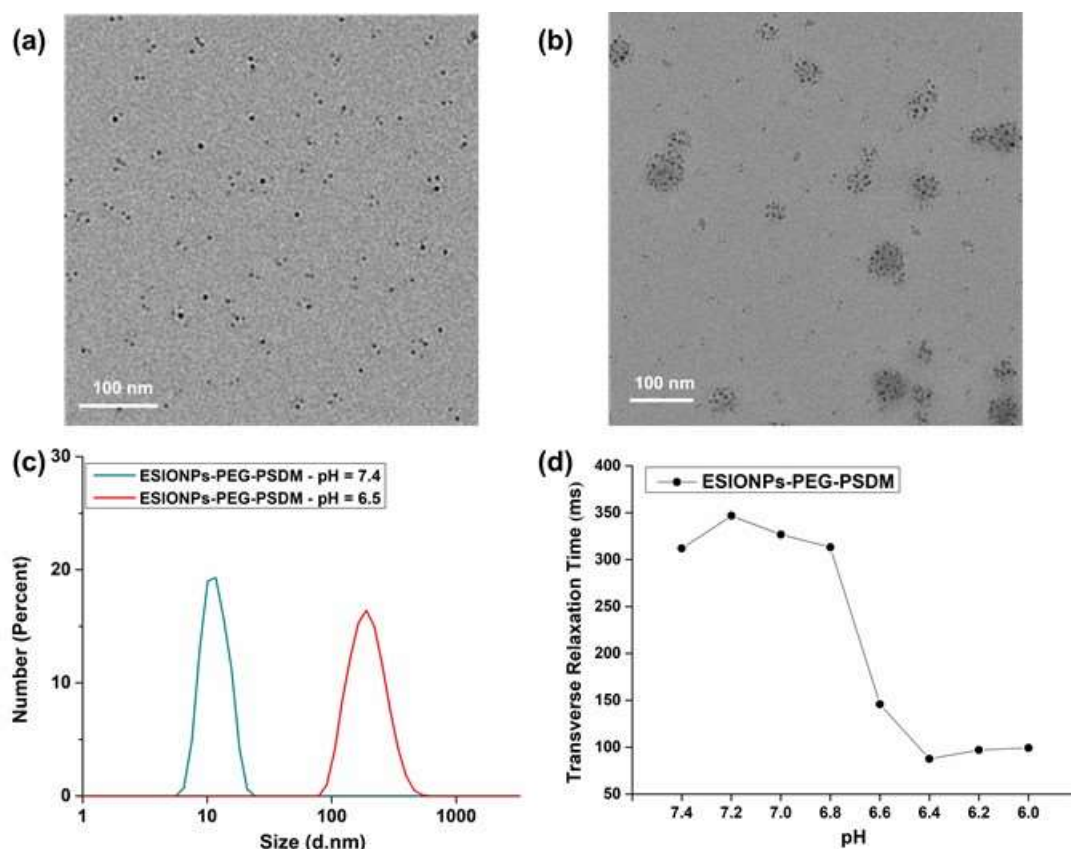 (a)
100 nm
(b)
100 nm
(c)
30
20
10
0
Number (Percent)
ESIONPs-PEG-PSDM - pH = 7.4
ESIONPs-PEG-PSDM - pH = 6.5
1
10
100
1000
Size (d.nm)
(d)
400
350
300
250
200
150
100
50
Transverse Relaxation Time (ms)
ESIONPs-PEG-PSDM
7.4
7.2
7.0
6.8
6.6
6.4
6.2
6.0
pH